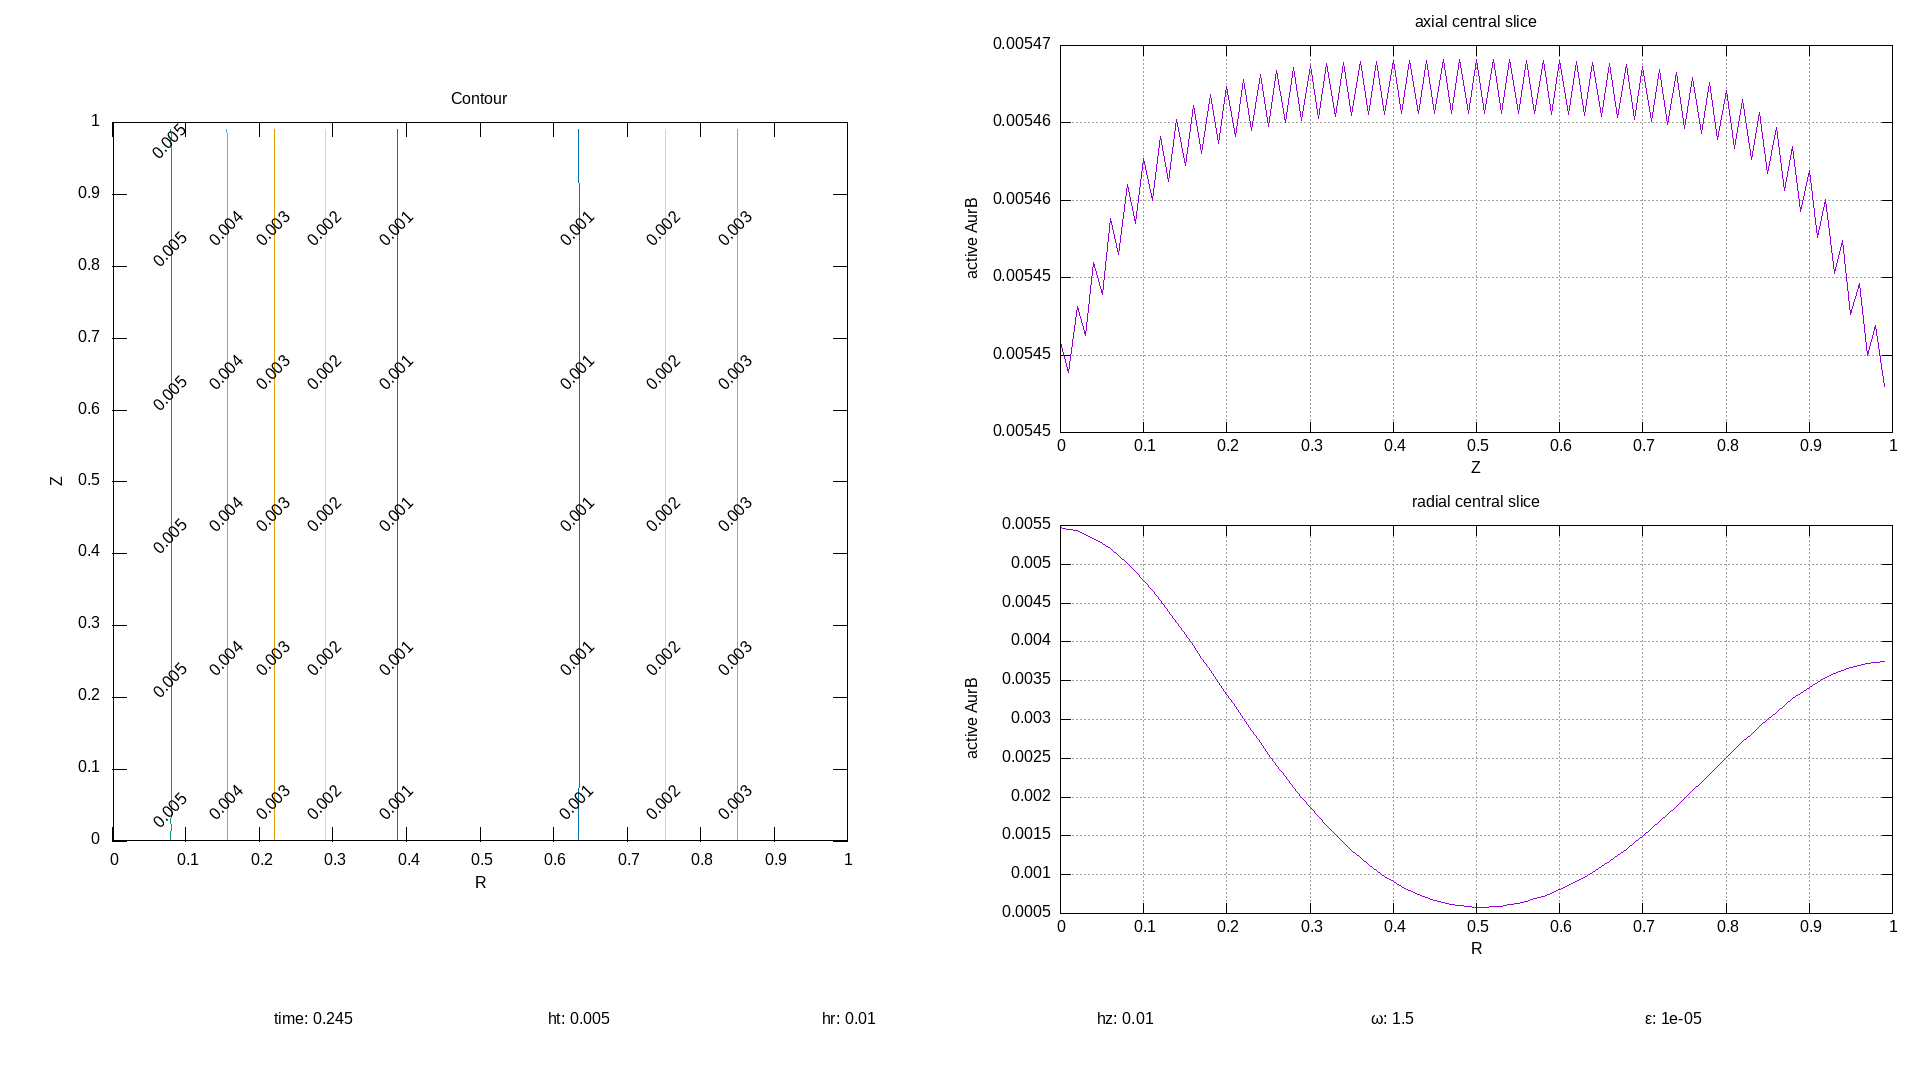 Contour
1
0.9
0.8
0.7
0.6
0.5
0.4
0.3
0.2
0.1
0
Z
0.005
0.005 0.004 0.003 0.002 0.001 0.001 0.002 0.003
0.005 0.004 0.003 0.002 0.001 0.001 0.002 0.003
0.005 0.004 0.003 0.002 0.001 0.001 0.002 0.003
0.005 0.004 0.003 0.002 0.001 0.001 0.002 0.003
0.005 0.004 0.003 0.002 0.001 0.001 0.002 0.003
0 0.1 0.2 0.3 0.4 0.5 0.6 0.7 0.8 0.9 1
R
axial central slice
0.00547
0.00546
0.00546
0.00545
0.00545
0.00545
active AurB
0 0.1 0.2 0.3 0.4 0.5 0.6 0.7 0.8 0.9 1
Z
radial central slice
0.0055
0.005
0.0045
0.004
0.0035
0.003
0.0025
0.002
0.0015
0.001
0.0005
active AurB
0 0.1 0.2 0.3 0.4 0.5 0.6 0.7 0.8 0.9 1
R
time: 0.245 ht: 0.005 hr: 0.01 hz: 0.01 ω: 1.5 ε: 1e-05